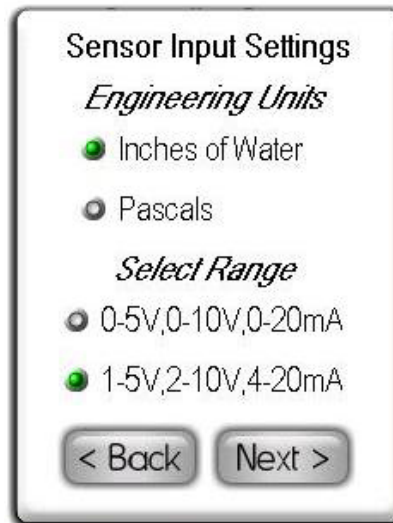 Sensor Input Settings
Engineering Units
Inches of Water
Pascals
Select Range
0-5V,0-10V,0-20mA
1-5V,2-10V,4-20mA
< Back Next >